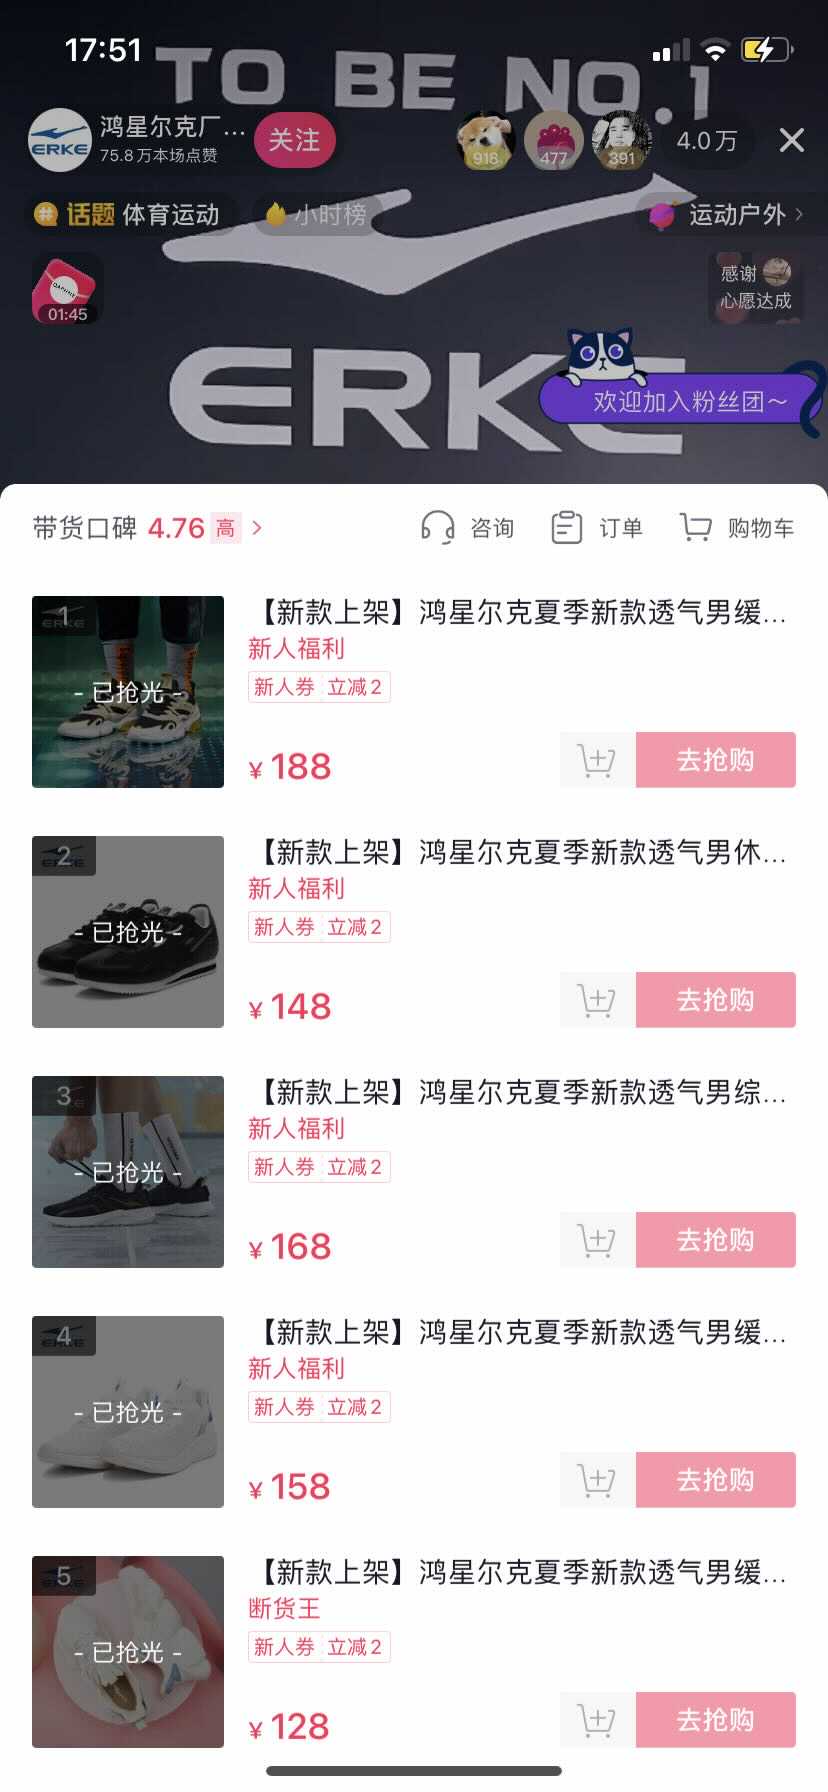 17:51
TO BE NO.1
ERKE
鸿星尔克厂...
75.8万本场点赞
关注
918
477
391
4.0万
话题 体育运动
小时榜
运动户外
DAPHNE
01:45
感谢
心愿达成
ERKE
欢迎加入粉丝团～
带货口碑 4.76 高
咨询
订单
购物车
1
ERKE
- 已抢光 -
【新款上架】鸿星尔克夏季新款透气男缓...
新人福利
新人券 立减2
¥ 188
去抢购
2
ERKE
- 已抢光 -
【新款上架】鸿星尔克夏季新款透气男休...
新人福利
新人券 立减2
¥ 148
去抢购
3
- 已抢光 -
【新款上架】鸿星尔克夏季新款透气男综...
新人福利
新人券 立减2
¥ 168
去抢购
4
ERKE
- 已抢光 -
【新款上架】鸿星尔克夏季新款透气男缓...
新人福利
新人券 立减2
¥ 158
去抢购
5
ERKE
- 已抢光 -
【新款上架】鸿星尔克夏季新款透气男缓...
断货王
新人券 立减2
¥ 128
去抢购